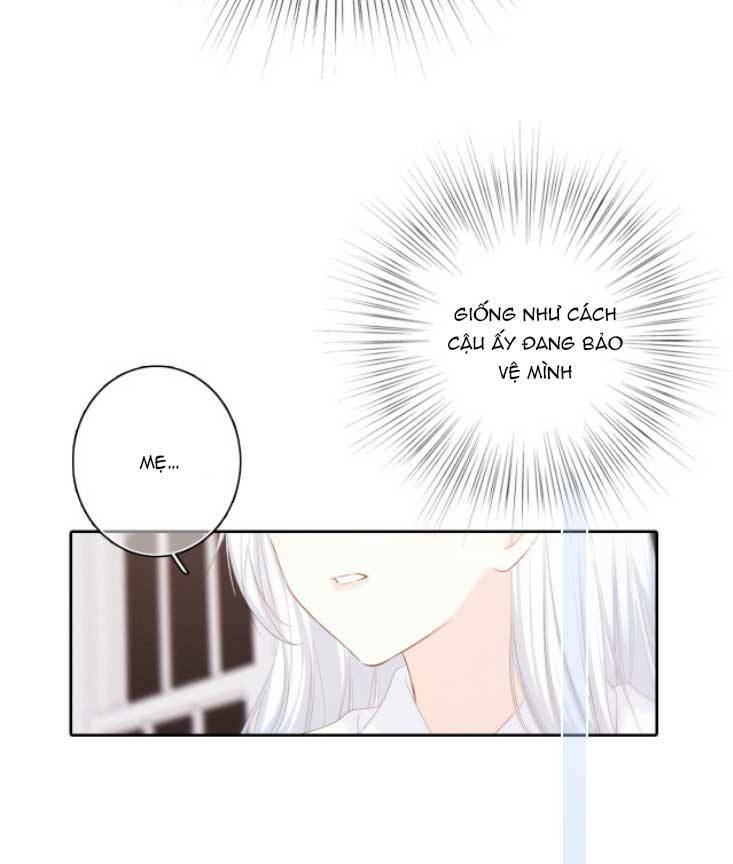 GIỐNG NHƯ CÁCH
CẬU ẤY ĐANG BẢO
VỆ MÌNH
MẸ...